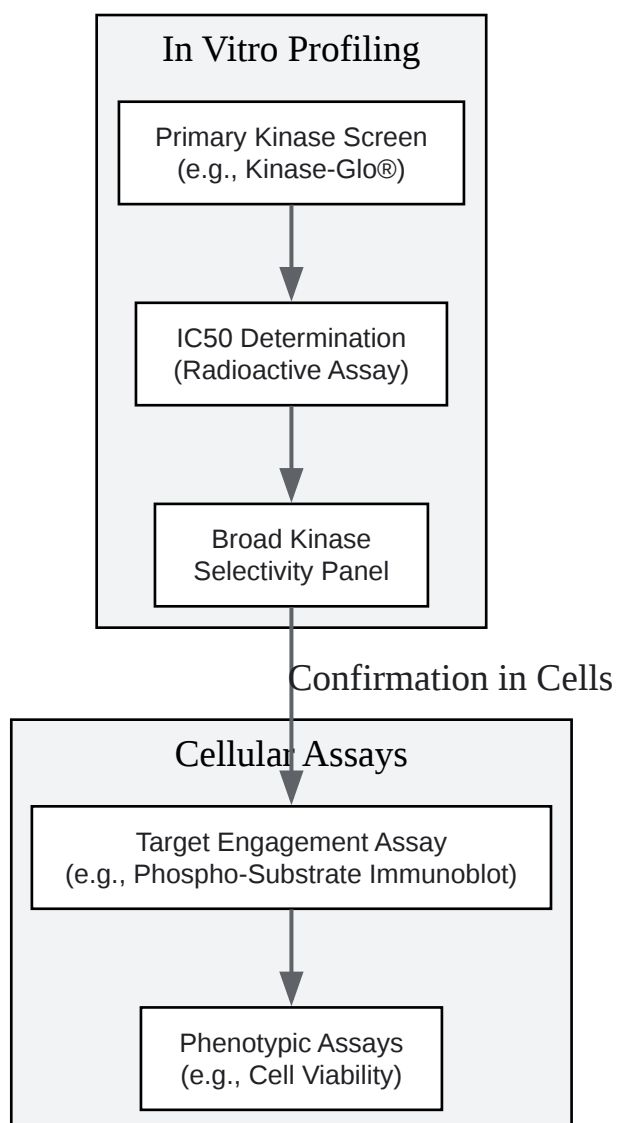 In Vitro Profiling
Primary Kinase Screen
(e.g., Kinase-Glo®)
IC50 Determination
(Radioactive Assay)
Broad Kinase
Selectivity Panel
Confirmation in Cells
Cellular Assays
Target Engagement Assay
(e.g., Phospho-Substrate Immunoblot)
Phenotypic Assays
(e.g., Cell Viability)